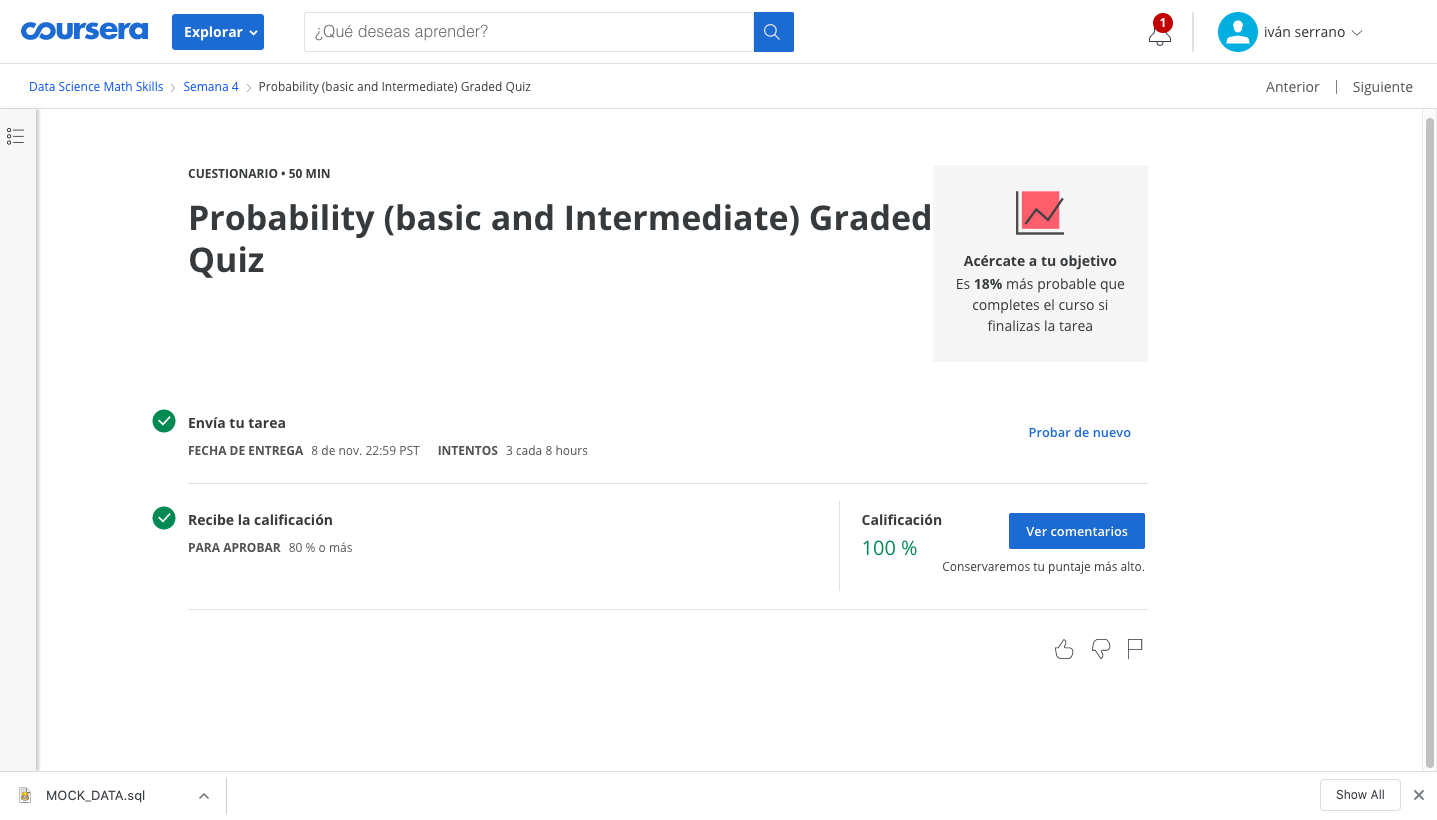 coursera
Explorar
¿Qué deseas aprender?
1
iván serrano
Data Science Math Skills
Semana 4
Probability (basic and Intermediate) Graded Quiz
Anterior
Siguiente
CUESTIONARIO • 50 MIN
Probability (basic and Intermediate) Graded
Quiz
Acércate a tu objetivo
Es 18% más probable que
completes el curso si
finalizas la tarea
Envía tu tarea
FECHA DE ENTREGA 8 de nov. 22:59 PST INTENTOS 3 cada 8 hours
Probar de nuevo
Recibe la calificación
PARA APROBAR 80 % o más
Calificación
100 %
Ver comentarios
Conservaremos tu puntaje más alto.
MOCK_DATA.sql
Show All